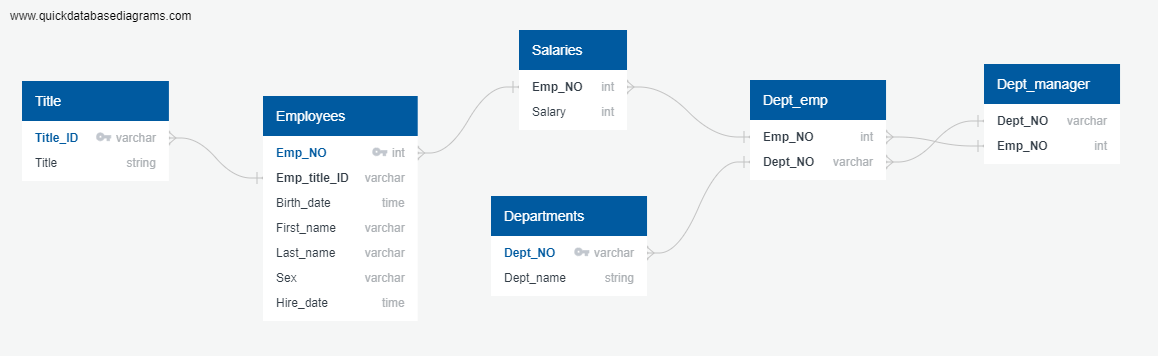 www.quickdatabasediagrams.com
Title
Title_ID varchar
Title string
Employees
Emp_NO int
Emp_title_ID varchar
Birth_date time
First_name varchar
Last_name varchar
Sex varchar
Hire_date time
Salaries
Emp_NO int
Salary int
Departments
Dept_NO varchar
Dept_name string
Dept_emp
Emp_NO int
Dept_NO varchar
Dept_manager
Dept_NO varchar
Emp_NO int